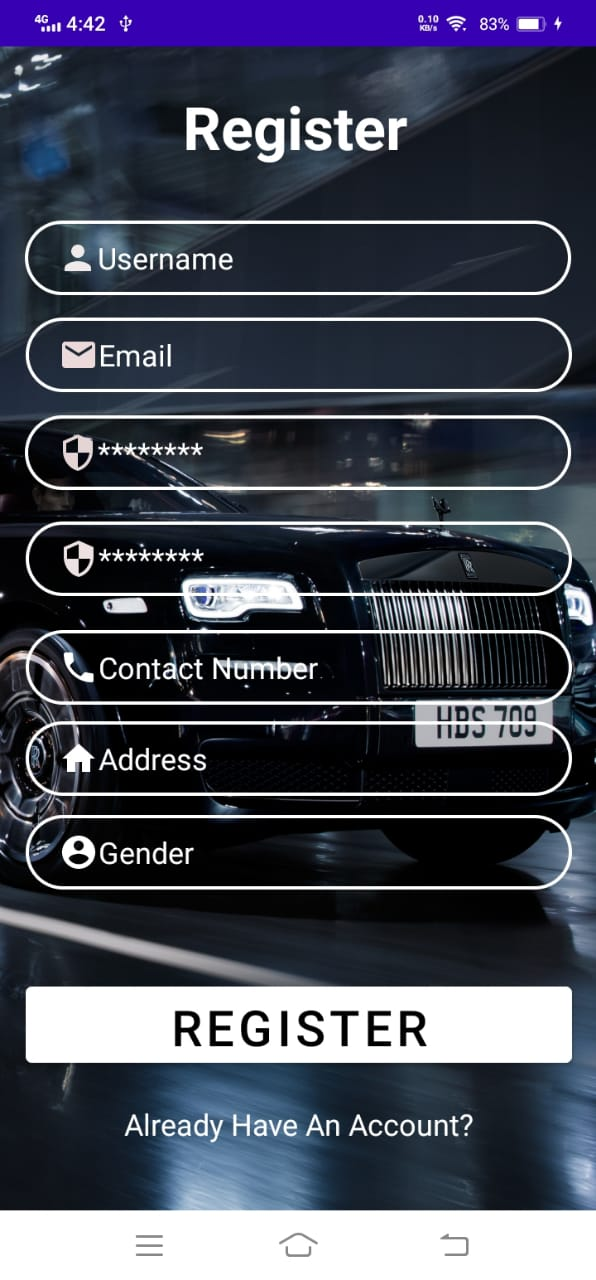 4G 4:42 0.10 KB/s 83%
Register
Username
Email
********
********
Contact Number
HBS 709
Address
Gender
REGISTER
Already Have An Account?